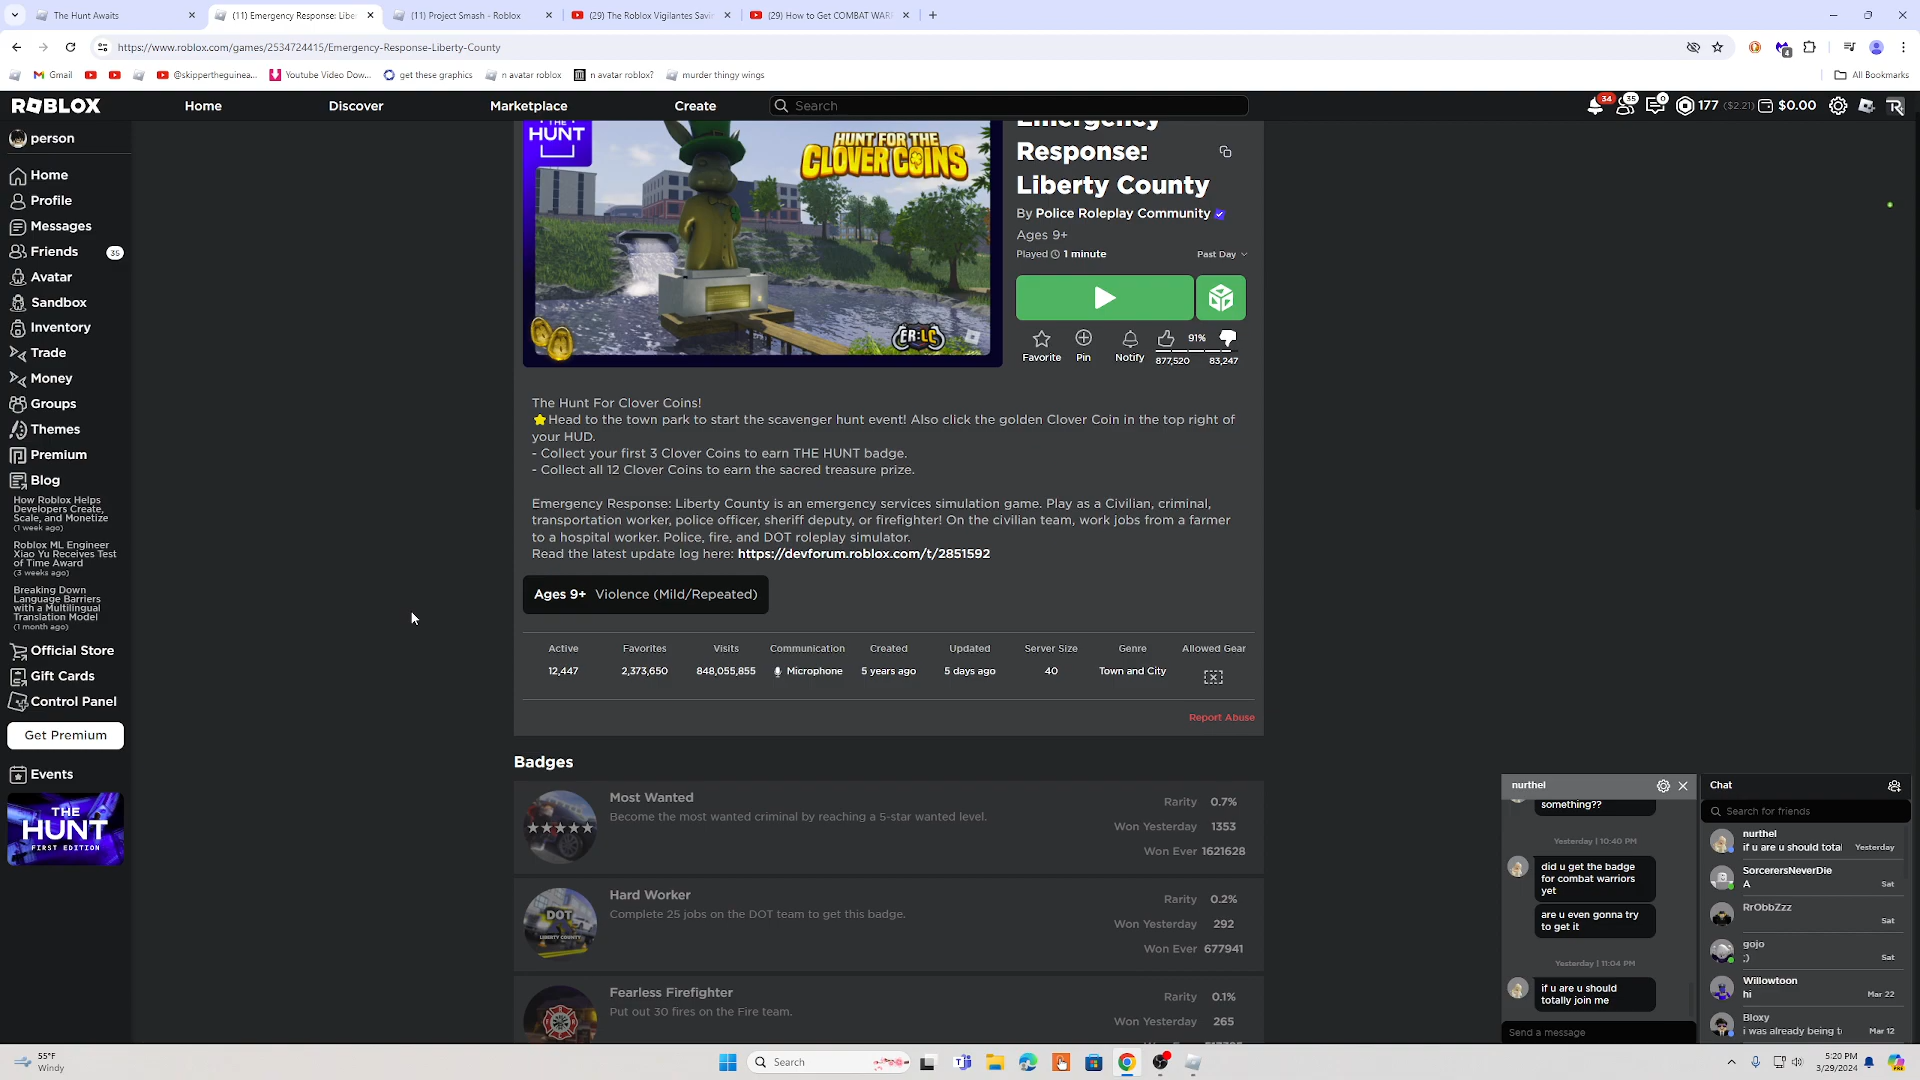 The Hunt Awaits
(11) Emergency Response: Libe
(11) Project Smash - Roblox
(29) The Roblox Vigilantes Savi
(29) How to Get COMBAT WAR
https://www.roblox.com/games/2534724415/Emergency-Response-Liberty-County
4
Gmail
@skippertheguinea...
Youtube Video Dow...
get these graphics
n avatar roblox
n avatar roblox?
murder thingy wings
All Bookmarks
ROBLOX
Home
Discover
Marketplace
Create
Search
34
35
0
177 ($2.21)
$0.00
person
Home
Profile
Messages
Friends 35
Avatar
Sandbox
Inventory
Trade
Money
Groups
Themes
Premium
Blog
How Roblox Helps
Developers Create,
Scale, and Monetize
(1 week ago)
Roblox ML Engineer
Xiao Yu Receives Test
of Time Award
(3 weeks ago)
Breaking Down
Language Barriers
with a Multilingual
Translation Model
(1 month ago)
Official Store
Gift Cards
Control Panel
Get Premium
Events
THE
HUNT
FIRST EDITION
HUNT
HUNT FOR THE
CLOVER COINS
ER:LC
Emergency
Response:
Liberty County
By Police Roleplay Community
Ages 9+
Played 1 minute
Past Day
Favorite
Pin
Notify
91%
877,520
83,247
The Hunt For Clover Coins!
⭐Head to the town park to start the scavenger hunt event! Also click the golden Clover Coin in the top right of
your HUD.
- Collect your first 3 Clover Coins to earn THE HUNT badge.
- Collect all 12 Clover Coins to earn the sacred treasure prize.
Emergency Response: Liberty County is an emergency services simulation game. Play as a Civilian, criminal,
transportation worker, police officer, sheriff deputy, or firefighter! On the civilian team, work jobs from a farmer
to a hospital worker. Police, fire, and DOT roleplay simulator.
Read the latest update log here: https://devforum.roblox.com/t/2851592
Ages 9+ Violence (Mild/Repeated)
Active Favorites Visits Communication Created Updated Server Size Genre Allowed Gear
12,447 2,373,650 848,055,855 Microphone 5 years ago 5 days ago 40 Town and City
Report Abuse
Badges
Most Wanted
Become the most wanted criminal by reaching a 5-star wanted level.
Rarity 0.7%
Won Yesterday 1353
Won Ever 1621628
DOT
LIBERTY COUNTY
Hard Worker
Complete 25 jobs on the DOT team to get this badge.
Rarity 0.2%
Won Yesterday 292
Won Ever 677941
Fearless Firefighter
Put out 30 fires on the Fire team.
Rarity 0.1%
Won Yesterday 265
nurthel
something??
Yesterday | 10:40 PM
did u get the badge
for combat warriors
yet
are u even gonna try
to get it
Yesterday | 11:04 PM
if u are u should
totally join me
Send a message
Chat
Search for friends
nurthel
if u are u should total Yesterday
SorcerersNeverDie
A Sat
RrObbZzz
Sat
gojo
;) Sat
Willowtoon
hi Mar 22
Bloxy
i was already being t Mar 12
55°F
Windy
Search
5:20 PM
3/29/2024